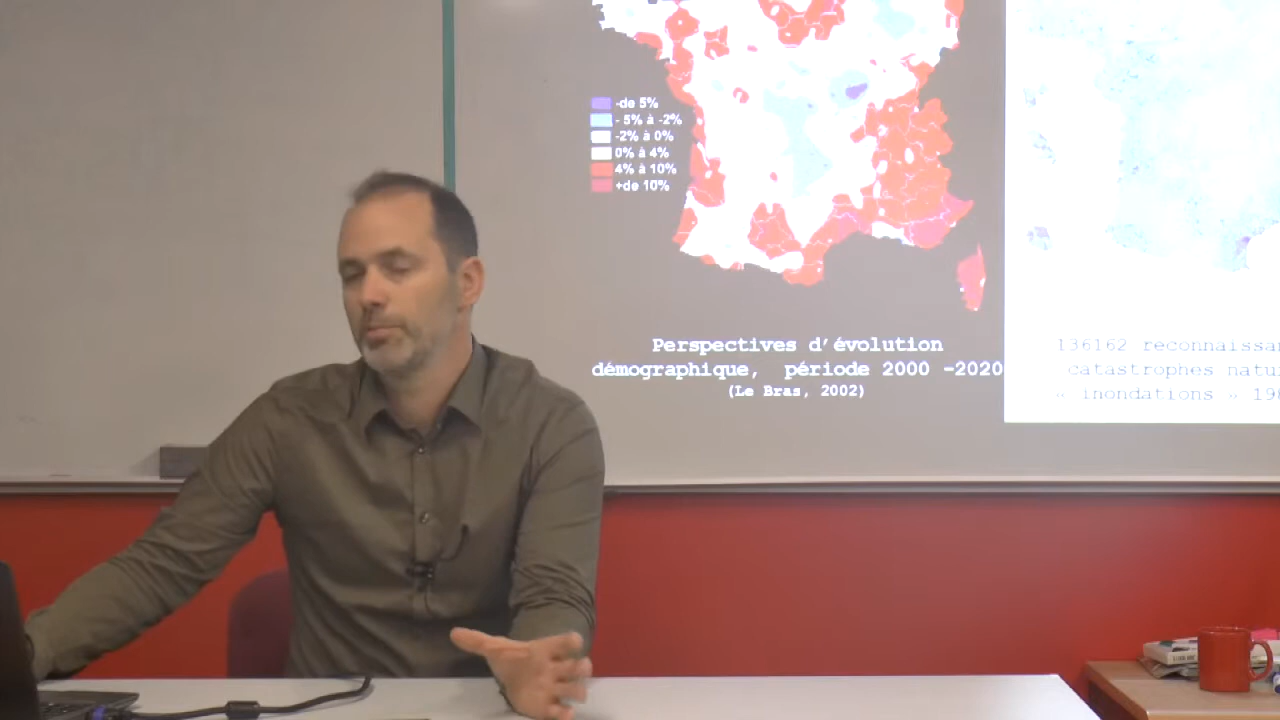 -de 5%
- 5% à -2%
-2% à 0%
0% à 4%
4% à 10%
+de 10%
Perspectives d'évolution
démographique, période 2000 -2020
(Le Bras, 2002)
136162 reconnaissan
catastrophes natu
« inondations » 198